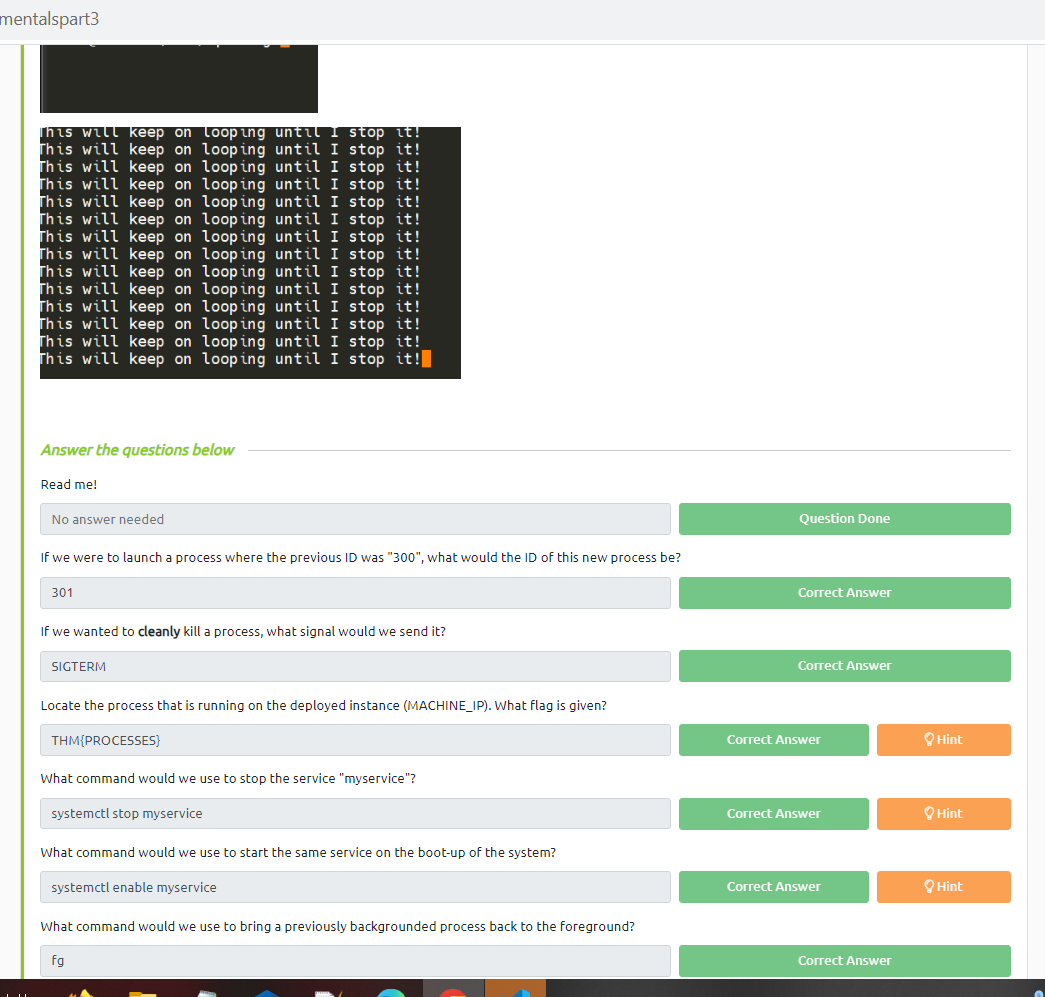 mentalspart3
This will keep on looping until I stop it!
This will keep on looping until I stop it!
This will keep on looping until I stop it!
This will keep on looping until I stop it!
This will keep on looping until I stop it!
This will keep on looping until I stop it!
This will keep on looping until I stop it!
This will keep on looping until I stop it!
This will keep on looping until I stop it!
This will keep on looping until I stop it!
This will keep on looping until I stop it!
This will keep on looping until I stop it!
This will keep on looping until I stop it!
This will keep on looping until I stop it!
Answer the questions below
Read me!
No answer needed Question Done
If we were to launch a process where the previous ID was "300", what would the ID of this new process be?
301 Correct Answer
If we wanted to cleanly kill a process, what signal would we send it?
SIGTERM Correct Answer
Locate the process that is running on the deployed instance (MACHINE_IP). What flag is given?
THM{PROCESSES} Correct Answer Hint
What command would we use to stop the service "myservice"?
systemctl stop myservice Correct Answer Hint
What command would we use to start the same service on the boot-up of the system?
systemctl enable myservice Correct Answer Hint
What command would we use to bring a previously backgrounded process back to the foreground?
fg Correct Answer